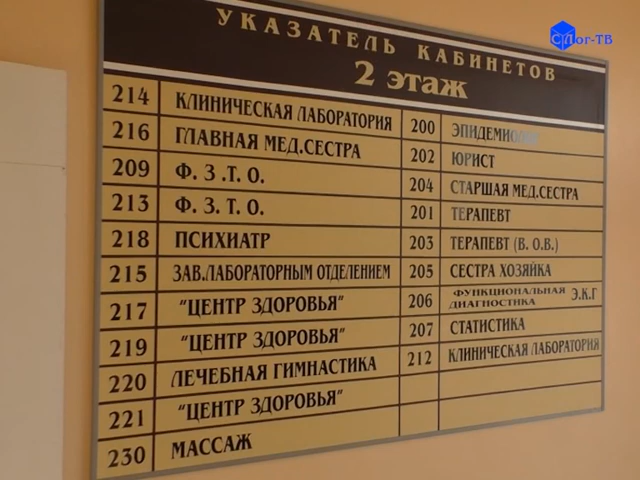 СЛог-ТВ
УКАЗАТЕЛЬ КАБИНЕТОВ
2 этаж
214 КЛИНИЧЕСКАЯ ЛАБОРАТОРИЯ
216 ГЛАВНАЯ МЕД.СЕСТРА
209 Ф. З .Т. О.
213 Ф. З. Т. О.
218 ПСИХИАТР
215 ЗАВ.ЛАБОРАТОРНЫМ ОТДЕЛЕНИЕМ
217 "ЦЕНТР ЗДОРОВЬЯ"
219 "ЦЕНТР ЗДОРОВЬЯ"
220 ЛЕЧЕБНАЯ ГИМНАСТИКА
221 "ЦЕНТР ЗДОРОВЬЯ"
230 МАССАЖ
200
202 ЮРИСТ
204 СТАРШАЯ МЕД.СЕСТРА
201 ТЕРАПЕВТ
203 ТЕРАПЕВТ (В. О.В.)
205 СЕСТРА ХОЗЯЙКА
206 ФУНКЦИОНАЛЬНАЯ
ДИАГНОСТИКА Э.К.Г
207 СТАТИСТИКА
212 КЛИНИЧЕСКАЯ ЛАБОРАТОРИЯ